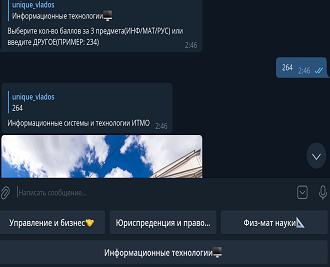 unique_vlados
Информационные технологии🖥
Выберите кол-во баллов за 3 предмета(ИНФ/МАТ/РУС) или
введите ДРУГОЕ(ПРИМЕР: 234)
2:46
264 2:46
unique_vlados
264
Информационные системы и технологии ИТМО 2:46
Написать сообщение...
Управление и бизнес🤝 Юриспреденция и право... Физ-мат науки📐
Информационные технологии🖥